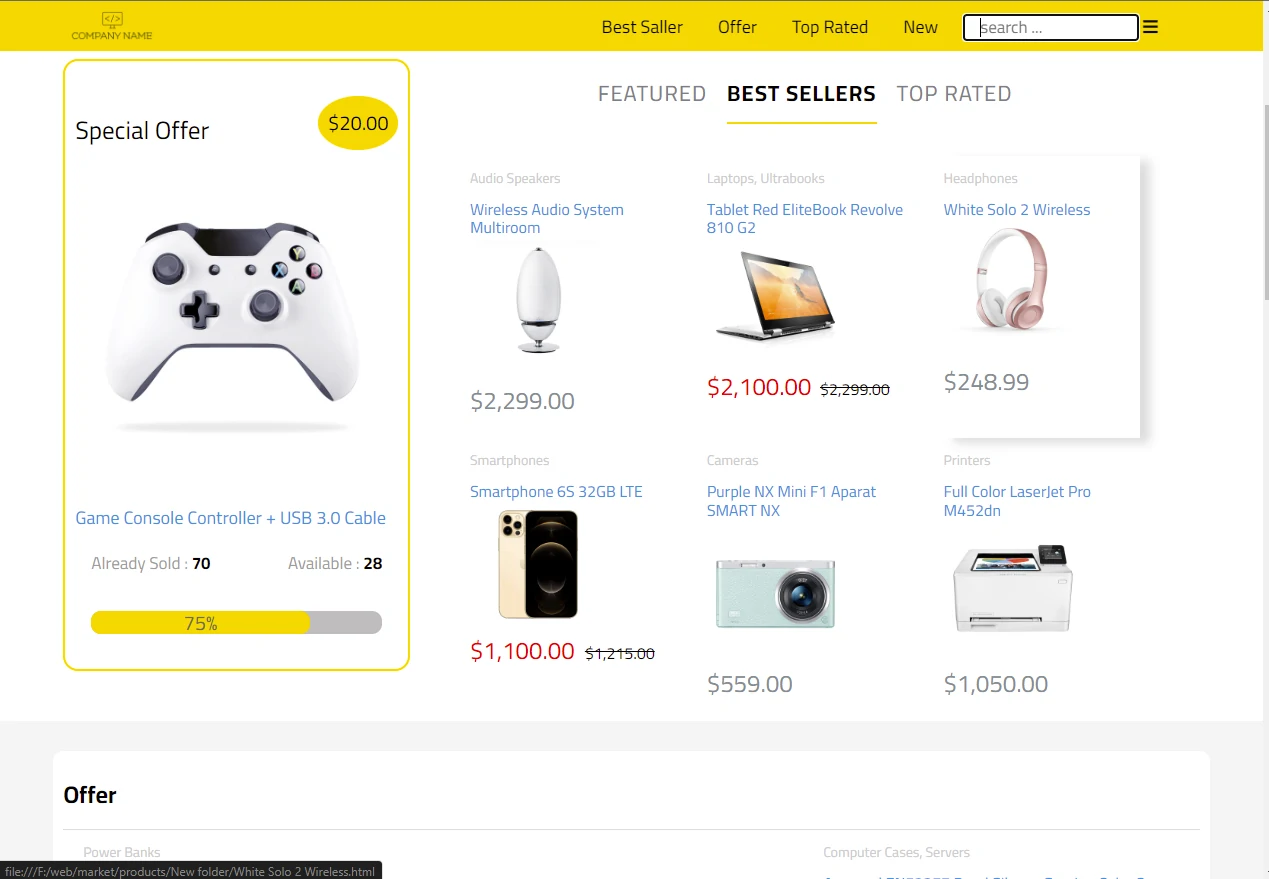 </>
COMPANY NAME
Best Saller
Offer
Top Rated
New
search ...
Special Offer
$20.00
Y
X
B
A
Game Console Controller + USB 3.0 Cable
Already Sold : 70
Available : 28
75%
FEATURED
BEST SELLERS
TOP RATED
Audio Speakers
Wireless Audio System
Multiroom
$2,299.00
Laptops, Ultrabooks
Tablet Red EliteBook Revolve
810 G2
$2,100.00 $2,299.00
Headphones
White Solo 2 Wireless
$248.99
Smartphones
Smartphone 6S 32GB LTE
$1,100.00 $1,215.00
Cameras
Purple NX Mini F1 Aparat
SMART NX
$559.00
Printers
Full Color LaserJet Pro
M452dn
$1,050.00
Offer
Power Banks
Computer Cases, Servers
file:///F:/web/market/products/New folder/White Solo 2 Wireless.html